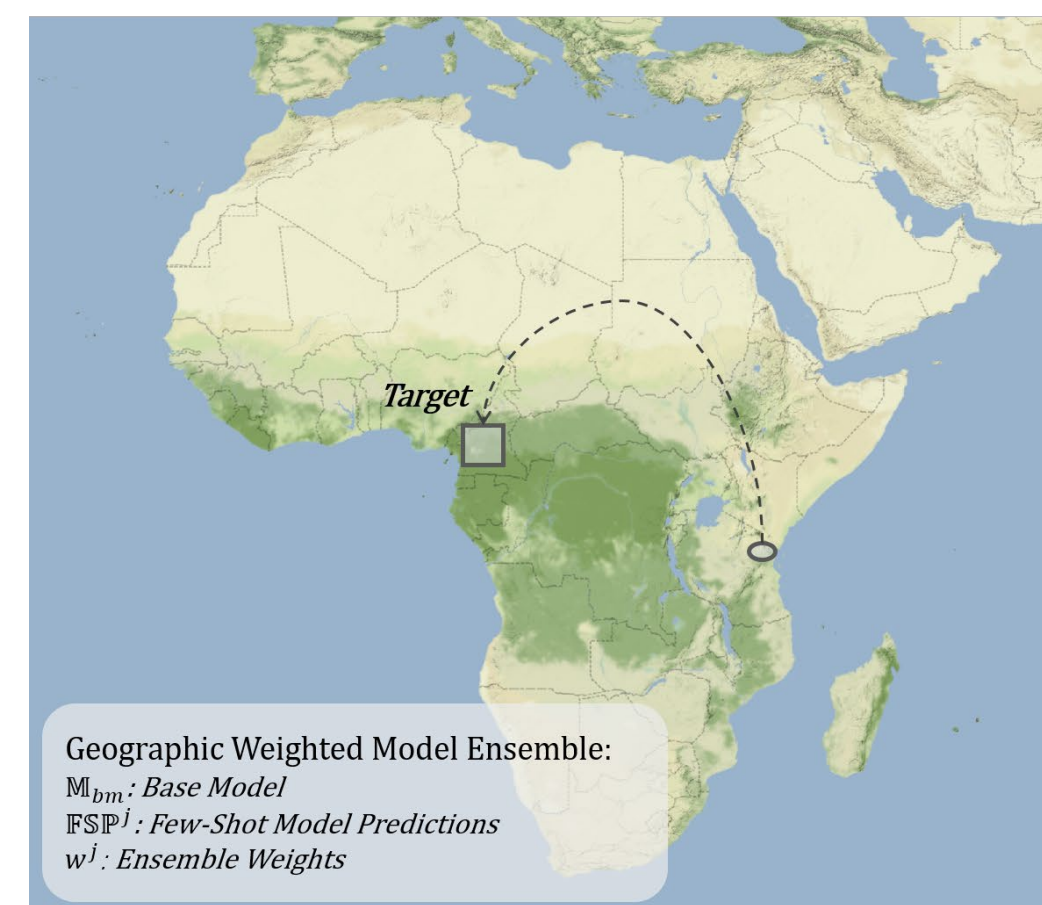 Target
Geographic Weighted Model Ensemble:
𝕄bm: Base Model
𝔽𝕊ℙj: Few-Shot Model Predictions
wj: Ensemble Weights